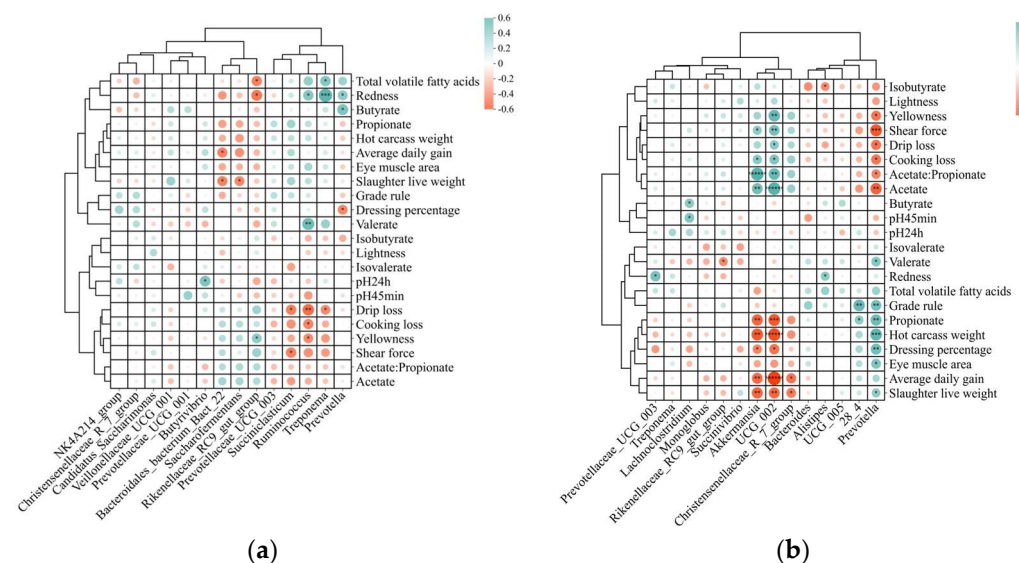 0.6
0.4
0.2
0
-0.2
-0.4
-0.6
Total volatile fatty acids
Redness
Butyrate
Propionate
Hot carcass weight
Average daily gain
Eye muscle area
Slaughter live weight
Grade rule
Dressing percentage
Valerate
Isobutyrate
Lightness
Isovalerate
pH24h
pH45min
Drip loss
Cooking loss
Yellowness
Shear force
Acetate:Propionate
Acetate
NK4A214_group
Christensenellaceae_R_7_group
Candidatus_Saccharimonas
Veillonellaceae_UCG_001
Prevotellaceae_UCG_001
Butyrivibrio
Bacteroidales_bacterium_Bact_22
Saccharofermentans
Rikenellaceae_RC9_gut_group
Prevotellaceae_UCG_003
Succiniclasticum
Ruminococcus
Treponema
Prevotella
(a)
Isobutyrate
Lightness
Yellowness
Shear force
Drip loss
Cooking loss
Acetate:Propionate
Acetate
Butyrate
pH45min
pH24h
Isovalerate
Valerate
Redness
Total volatile fatty acids
Grade rule
Propionate
Hot carcass weight
Dressing percentage
Eye muscle area
Average daily gain
Slaughter live weight
Prevotellaceae_UCG_003
Treponema
Lachnoclostridium
Monoglobus
Rikenellaceae_RC9_gut_group
Succinivibrio
Akkermansia
UCG_002
Christensenellaceae_R_7_group
Bacteroides
Alistipes
UCG_005
28_4
Prevotella
(b)